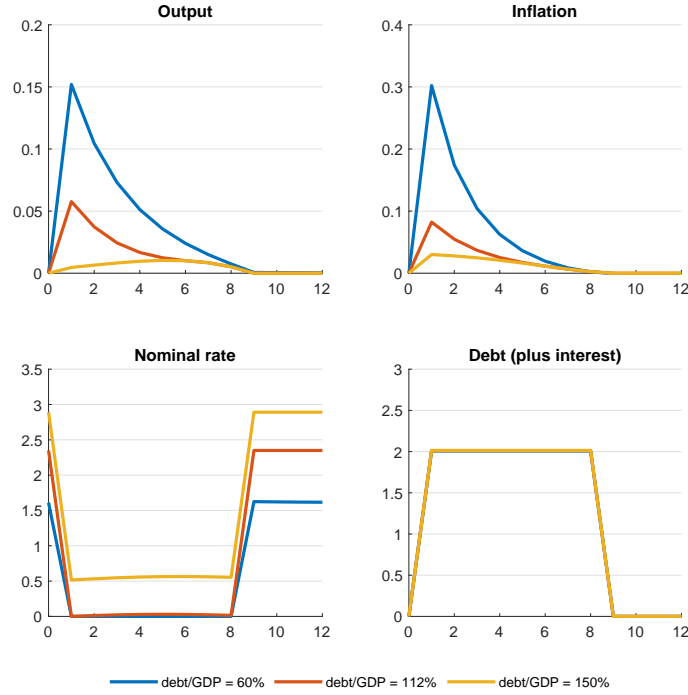 Output
0.2
0.15
0.1
0.05
0
0 2 4 6 8 10 12
Inflation
0.4
0.3
0.2
0.1
0
0 2 4 6 8 10 12
Nominal rate
3.5
3
2.5
2
1.5
1
0.5
0
0 2 4 6 8 10 12
Debt (plus interest)
3
2.5
2
1.5
1
0.5
0
0 2 4 6 8 10 12
debt/GDP = 60% debt/GDP = 112% debt/GDP = 150%